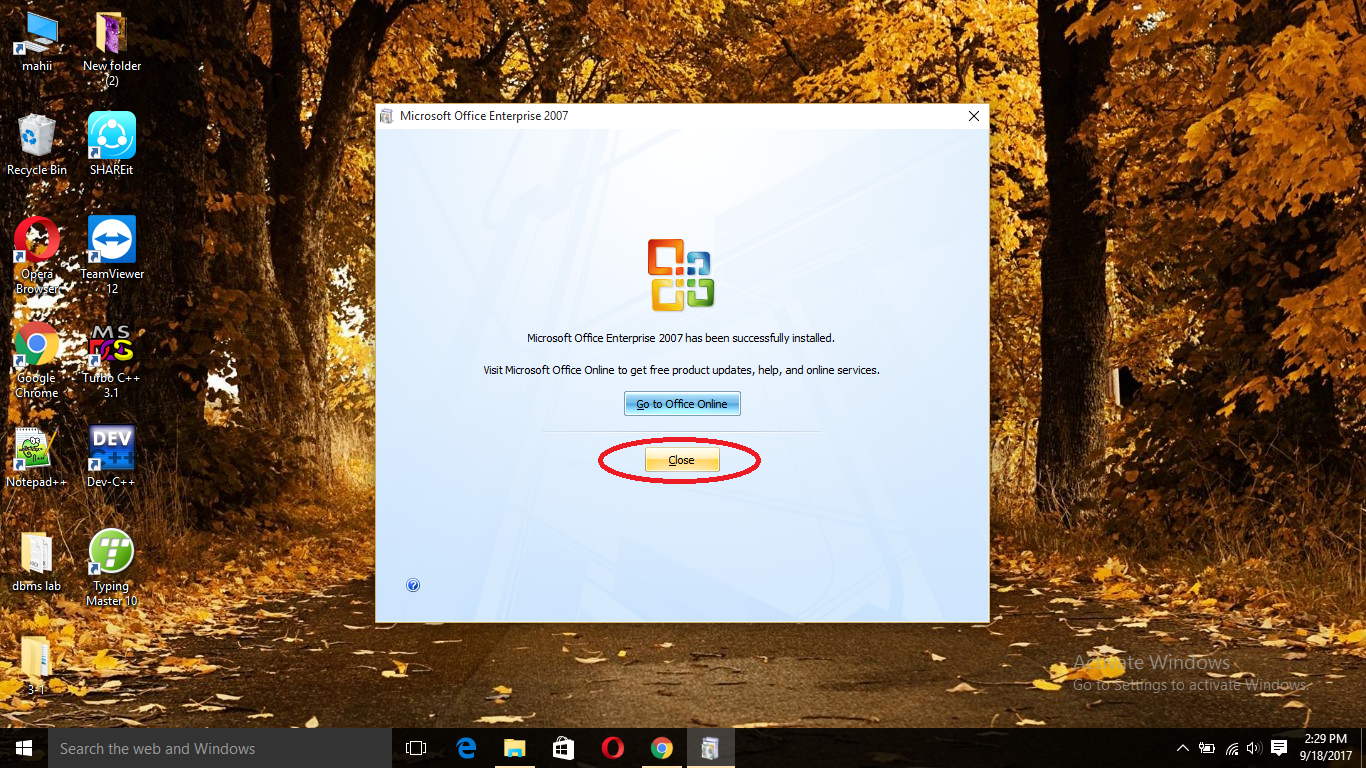 mahii
New folder
(2)
Recycle Bin
SHAREit
Opera
Browser
TeamViewer
12
Google
Chrome
MS
DOS
Turbo C++
3.1
Notepad++
DEV
C++
Dev-C++
dbms lab
Typing
Master 10
3-1
Microsoft Office Enterprise 2007
Microsoft Office Enterprise 2007 has been successfully installed.
Visit Microsoft Office Online to get free product updates, help, and online services.
Go to Office Online
Close
Activate Windows
Go to Settings to activate Windows.
Search the web and Windows
2:29 PM
9/18/2017